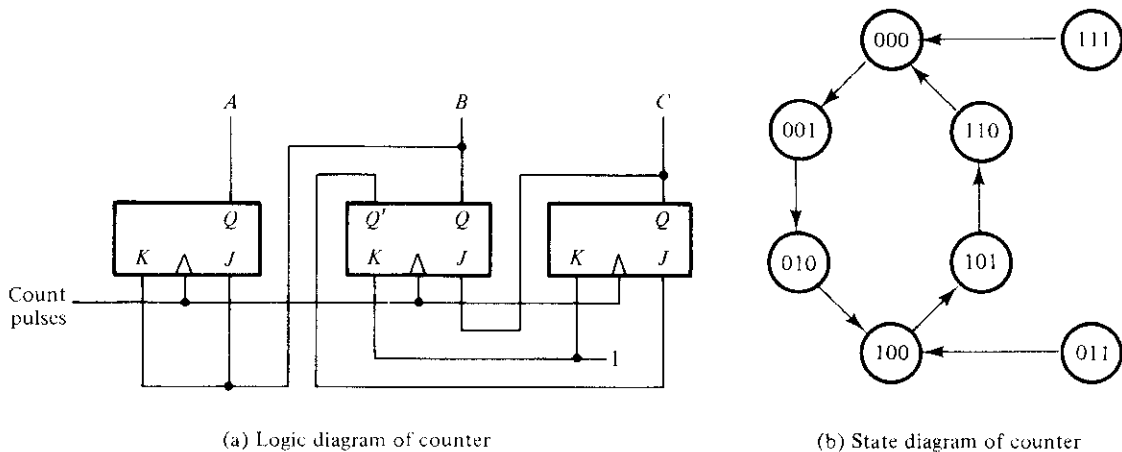 A B C
Q Q' Q Q
K J K J K J
Count
pulses
1
(a) Logic diagram of counter
000 111
001 110
010 101
100 011
(b) State diagram of counter